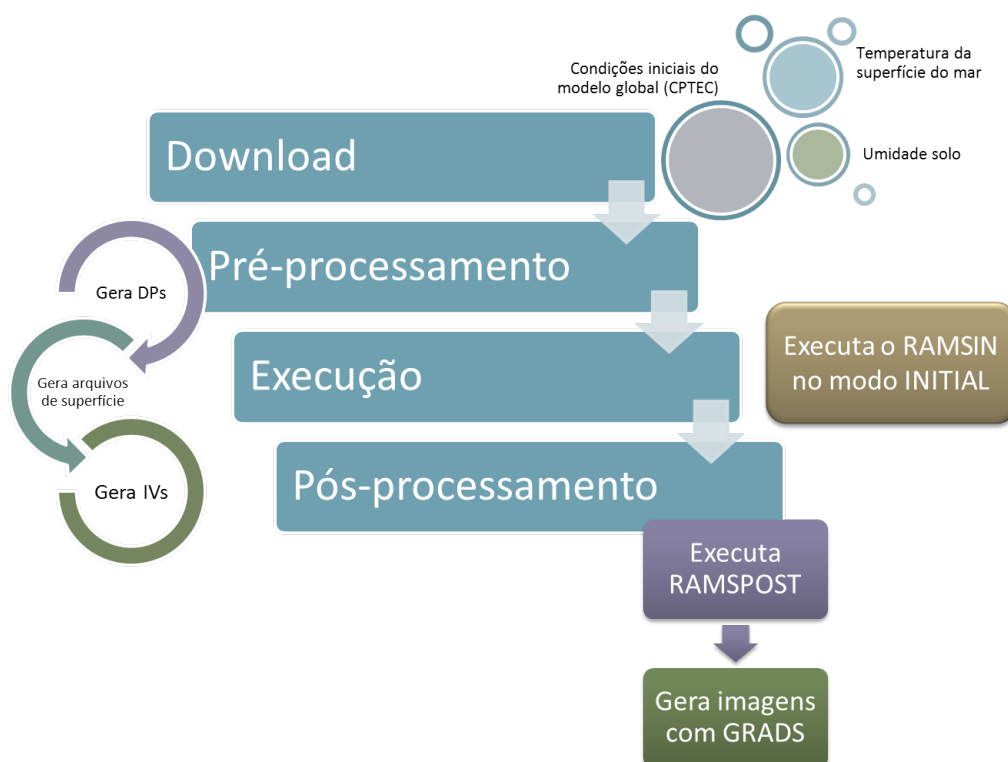 Condições iniciais do
modelo global (CPTEC)
Temperatura da
superfície do mar
Umidade solo
Download
Pré-processamento
Gera DPs
Gera arquivos
de superfície
Gera IVs
Execução
Executa o RAMSIN
no modo INITIAL
Pós-processamento
Executa
RAMSPOST
Gera imagens
com GRADS